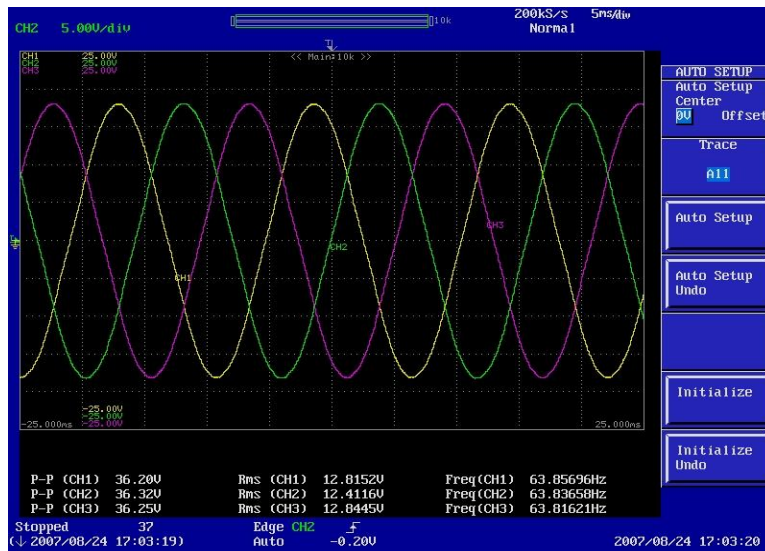 CH2 5.00V/div 10k 200kS/s 5ms/div
Normal
CH1 25.00V << Main:10k >>
CH2 25.00V
CH3 25.00V
AUTO SETUP
Auto Setup
Center
0V Offset
Trace
All
Auto Setup
CH3
CH2
CH1
Auto Setup
Undo
Initialize
-25.00V
-25.00V
-25.000ms -25.00V 25.000ms
Initialize
Undo
P-P (CH1) 36.20V Rms (CH1) 12.8152V Freq(CH1) 63.85696Hz
P-P (CH2) 36.32V Rms (CH2) 12.4116V Freq(CH2) 63.83658Hz
P-P (CH3) 36.25V Rms (CH3) 12.8445V Freq(CH3) 63.81621Hz
Stopped 37 Edge CH2
(↓2007/08/24 17:03:19) Auto -0.20V 2007/08/24 17:03:20